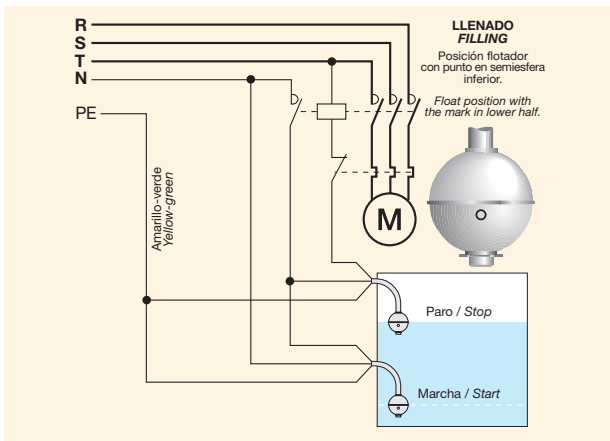 R
S
T
N
PE
Amarillo-verde
Yellow-green
M
LLENADO
FILLING
Posición flotador
con punto en semiesfera
inferior.
Float position with
the mark in lower half.
Paro / Stop
Marcha / Start